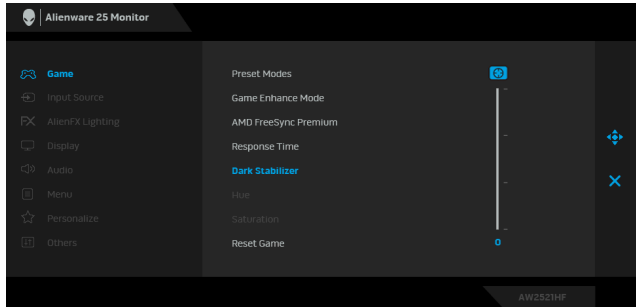 Alienware 25 Monitor
Game
Input Source
FX AlienFX Lighting
Display
Audio
Menu
Personalize
Others
Preset Modes
Game Enhance Mode
AMD FreeSync Premium
Response Time
Dark Stabilizer
Hue
Saturation
Reset Game
0
AW2521HF